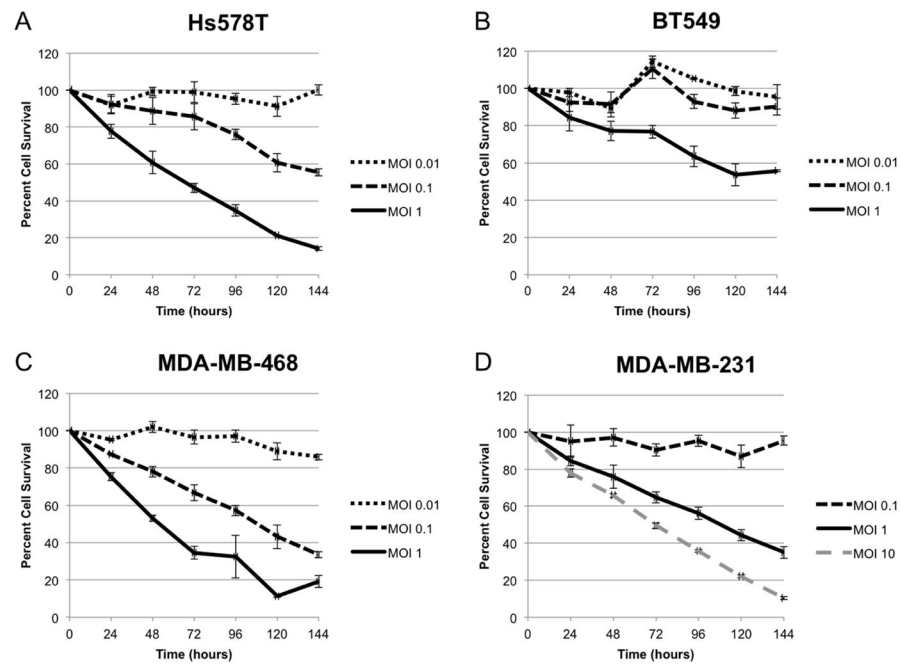 A
Hs578T
Percent Cell Survival
120
100
80
60
40
20
0
0 24 48 72 96 120 144
Time (hours)
MOI 0.01
MOI 0.1
MOI 1
B
BT549
Percent Cell Survival
120
100
80
60
40
20
0
0 24 48 72 96 120 144
Time (hours)
MOI 0.01
MOI 0.1
MOI 1
C
MDA-MB-468
Percent Cell Survival
120
100
80
60
40
20
0
0 24 48 72 96 120 144
Time (hours)
MOI 0.01
MOI 0.1
MOI 1
D
MDA-MB-231
Percent Cell Survival
120
100
80
60
40
20
0
0 24 48 72 96 120 144
Time (hours)
MOI 0.1
MOI 1
MOI 10